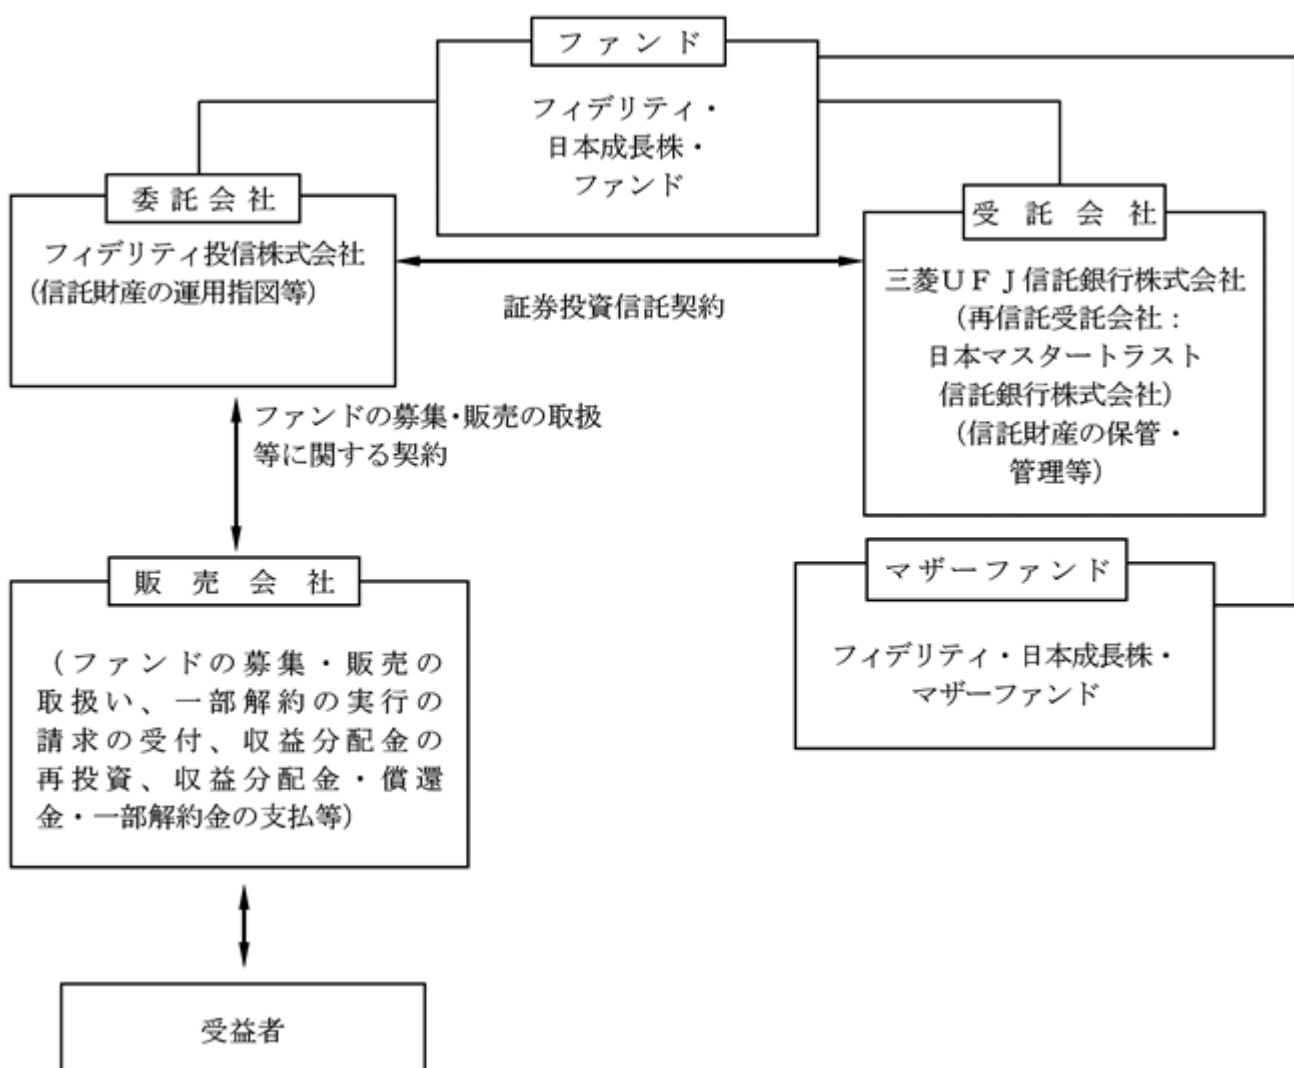 ファンド
フィデリティ・
日本成長株・
ファンド
委託会社
フィデリティ投信株式会社
(信託財産の運用指図等)
証券投資信託契約
受託会社
三菱UFJ信託銀行株式会社
(再信託受託会社:
日本マスタートラスト
信託銀行株式会社)
(信託財産の保管・
管理等)
ファンドの募集・販売の取扱
等に関する契約
販売会社
(ファンドの募集・販売の
取扱い、一部解約の実行の
請求の受付、収益分配金の
再投資、収益分配金・償還
金・一部解約金の支払等)
マザーファンド
フィデリティ・日本成長株・
マザーファンド
受益者